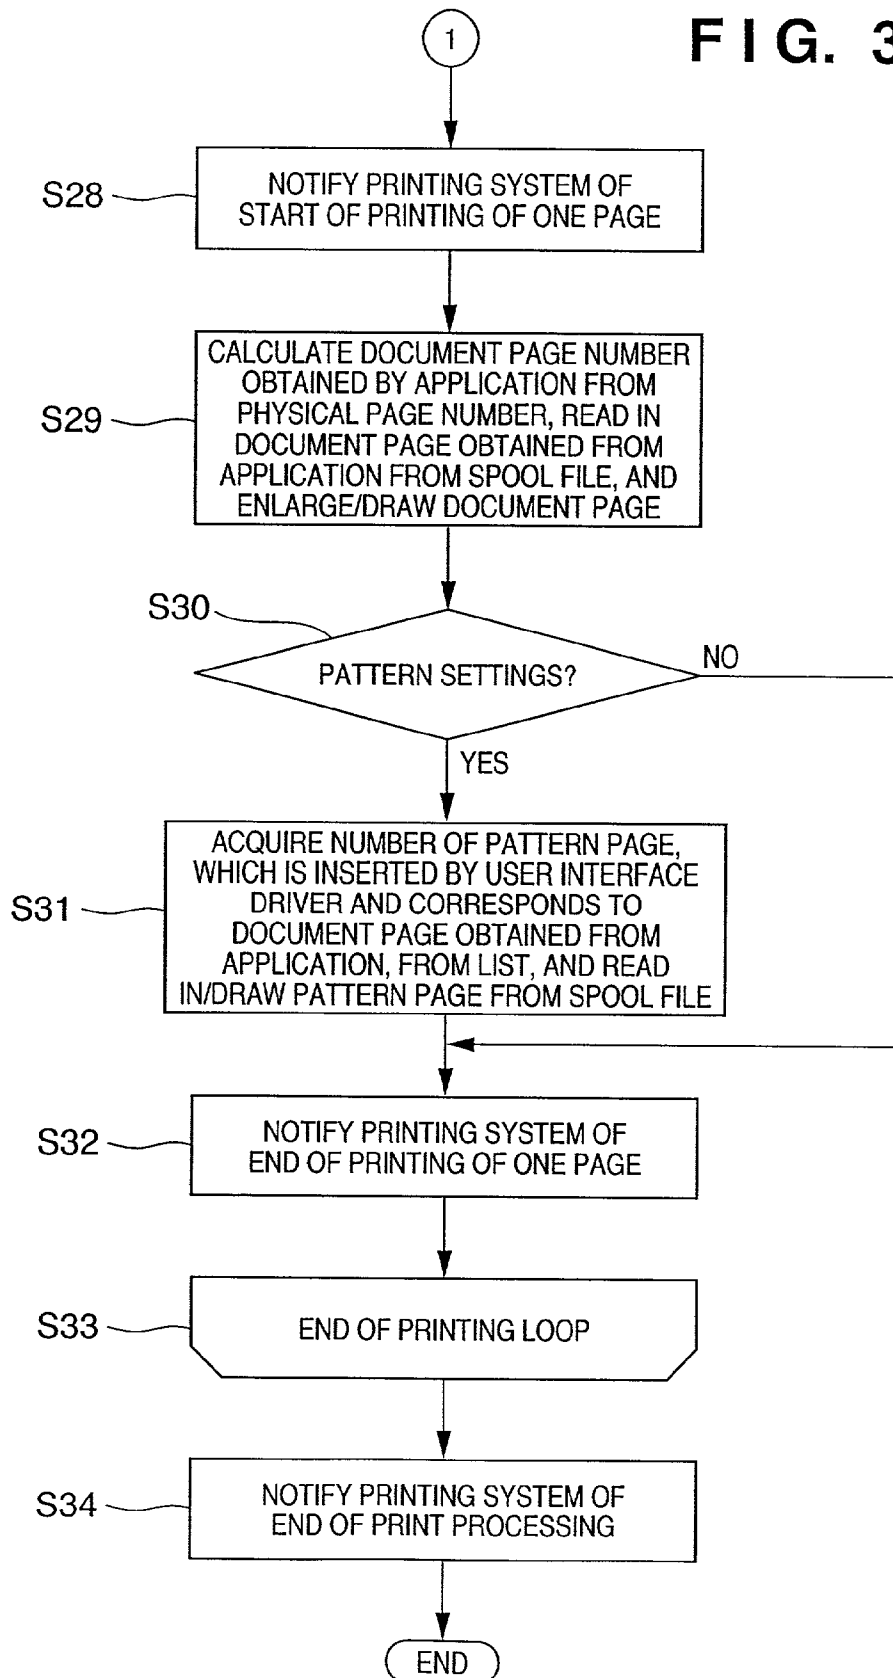 1
FIG. 3
S28
NOTIFY PRINTING SYSTEM OF
START OF PRINTING OF ONE PAGE
S29
CALCULATE DOCUMENT PAGE NUMBER
OBTAINED BY APPLICATION FROM
PHYSICAL PAGE NUMBER, READ IN
DOCUMENT PAGE OBTAINED FROM
APPLICATION FROM SPOOL FILE, AND
ENLARGE/DRAW DOCUMENT PAGE
S30
PATTERN SETTINGS?
NO
YES
S31
ACQUIRE NUMBER OF PATTERN PAGE,
WHICH IS INSERTED BY USER INTERFACE
DRIVER AND CORRESPONDS TO
DOCUMENT PAGE OBTAINED FROM
APPLICATION, FROM LIST, AND READ
IN/DRAW PATTERN PAGE FROM SPOOL FILE
S32
NOTIFY PRINTING SYSTEM OF
END OF PRINTING OF ONE PAGE
S33
END OF PRINTING LOOP
S34
NOTIFY PRINTING SYSTEM OF
END OF PRINT PROCESSING
END